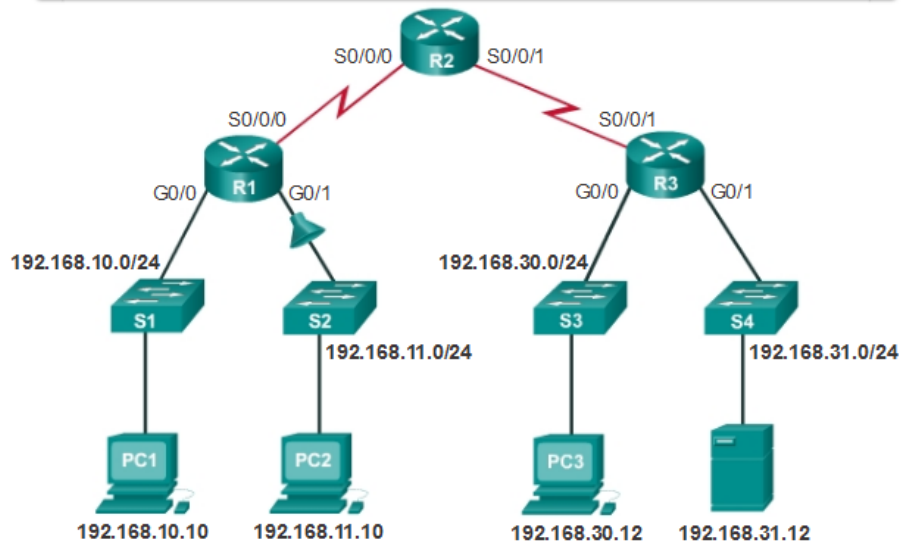 R2
S0/0/0
S0/0/1
S0/0/0
S0/0/1
R1
R3
G0/0
G0/1
G0/0
G0/1
192.168.10.0/24
192.168.30.0/24
S1
S2
S3
S4
192.168.11.0/24
192.168.31.0/24
PC1
PC2
PC3
192.168.10.10
192.168.11.10
192.168.30.12
192.168.31.12